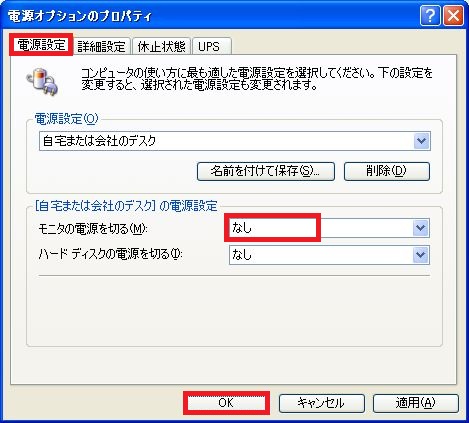 電源オプションのプロパティ
電源設定 詳細設定 休止状態 UPS
コンピュータの使い方に最も適した電源設定を選択してください。下の設定を
変更すると、選択された電源設定も変更されます。
電源設定(O)
自宅または会社のデスク
名前を付けて保存(S)... 削除(D)
[自宅または会社のデスク] の電源設定
モニタの電源を切る(M): なし
ハード ディスクの電源を切る(I): なし
OK キャンセル 適用(A)